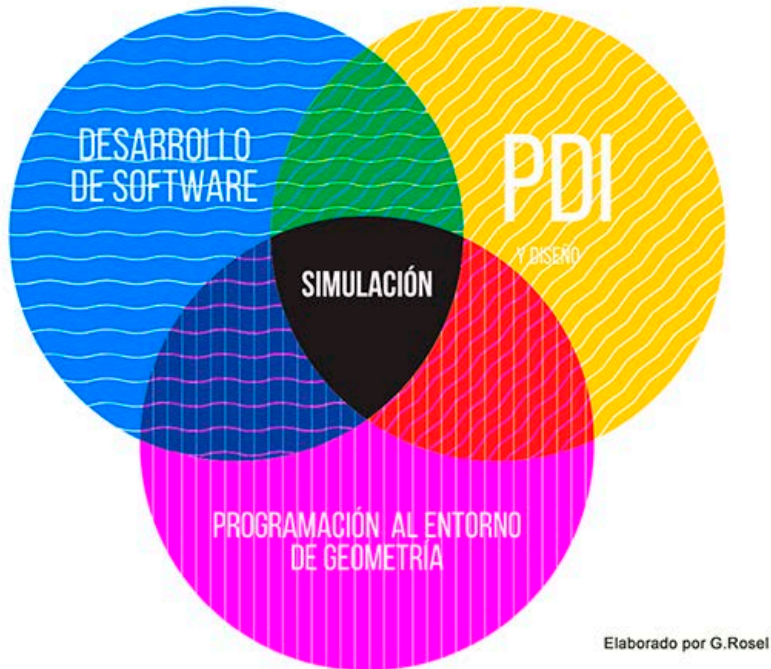 DESARROLLO
DE SOFTWARE
PDI
Y DISEÑO
SIMULACIÓN
PROGRAMACIÓN AL ENTORNO
DE GEOMETRÍA
Elaborado por G.Rosel